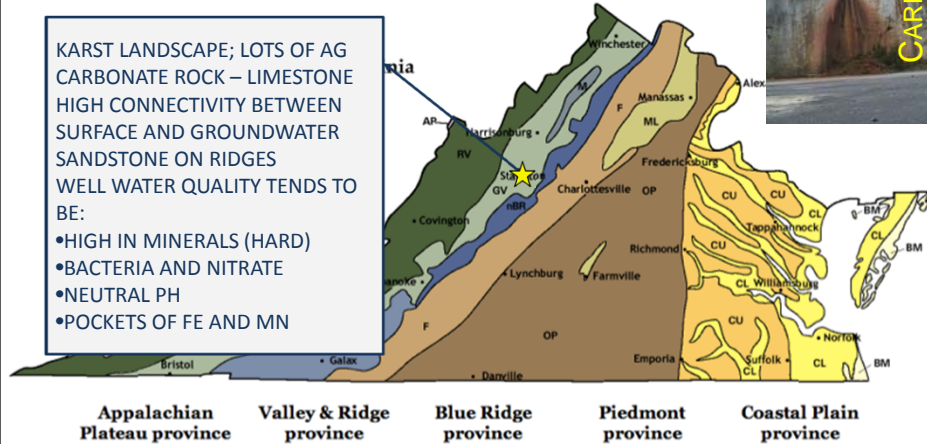 KARST LANDSCAPE; LOTS OF AG
CARBONATE ROCK – LIMESTONE
HIGH CONNECTIVITY BETWEEN
SURFACE AND GROUNDWATER
SANDSTONE ON RIDGES
WELL WATER QUALITY TENDS TO
BE:
•HIGH IN MINERALS (HARD)
•BACTERIA AND NITRATE
•NEUTRAL PH
•POCKETS OF FE AND MN
nia
Winchester
M
Alex
AP
Harrisonburg
F
Manassas
ML
RV
Fredericksburg
GV
Charlottesville
OP
CU
CU
nBR
CL
BM
Covington
Tappahannock
CL
BM
Richmond
CU
anoke
Lynchburg
Farmville
CL
Williamsburg
F
CU
OP
Norfolk
Bristol
Galax
Emporia
Suffolk
CL
CL
BM
Danville
Appalachian
Plateau province
Valley & Ridge
province
Blue Ridge
province
Piedmont
province
Coastal Plain
province